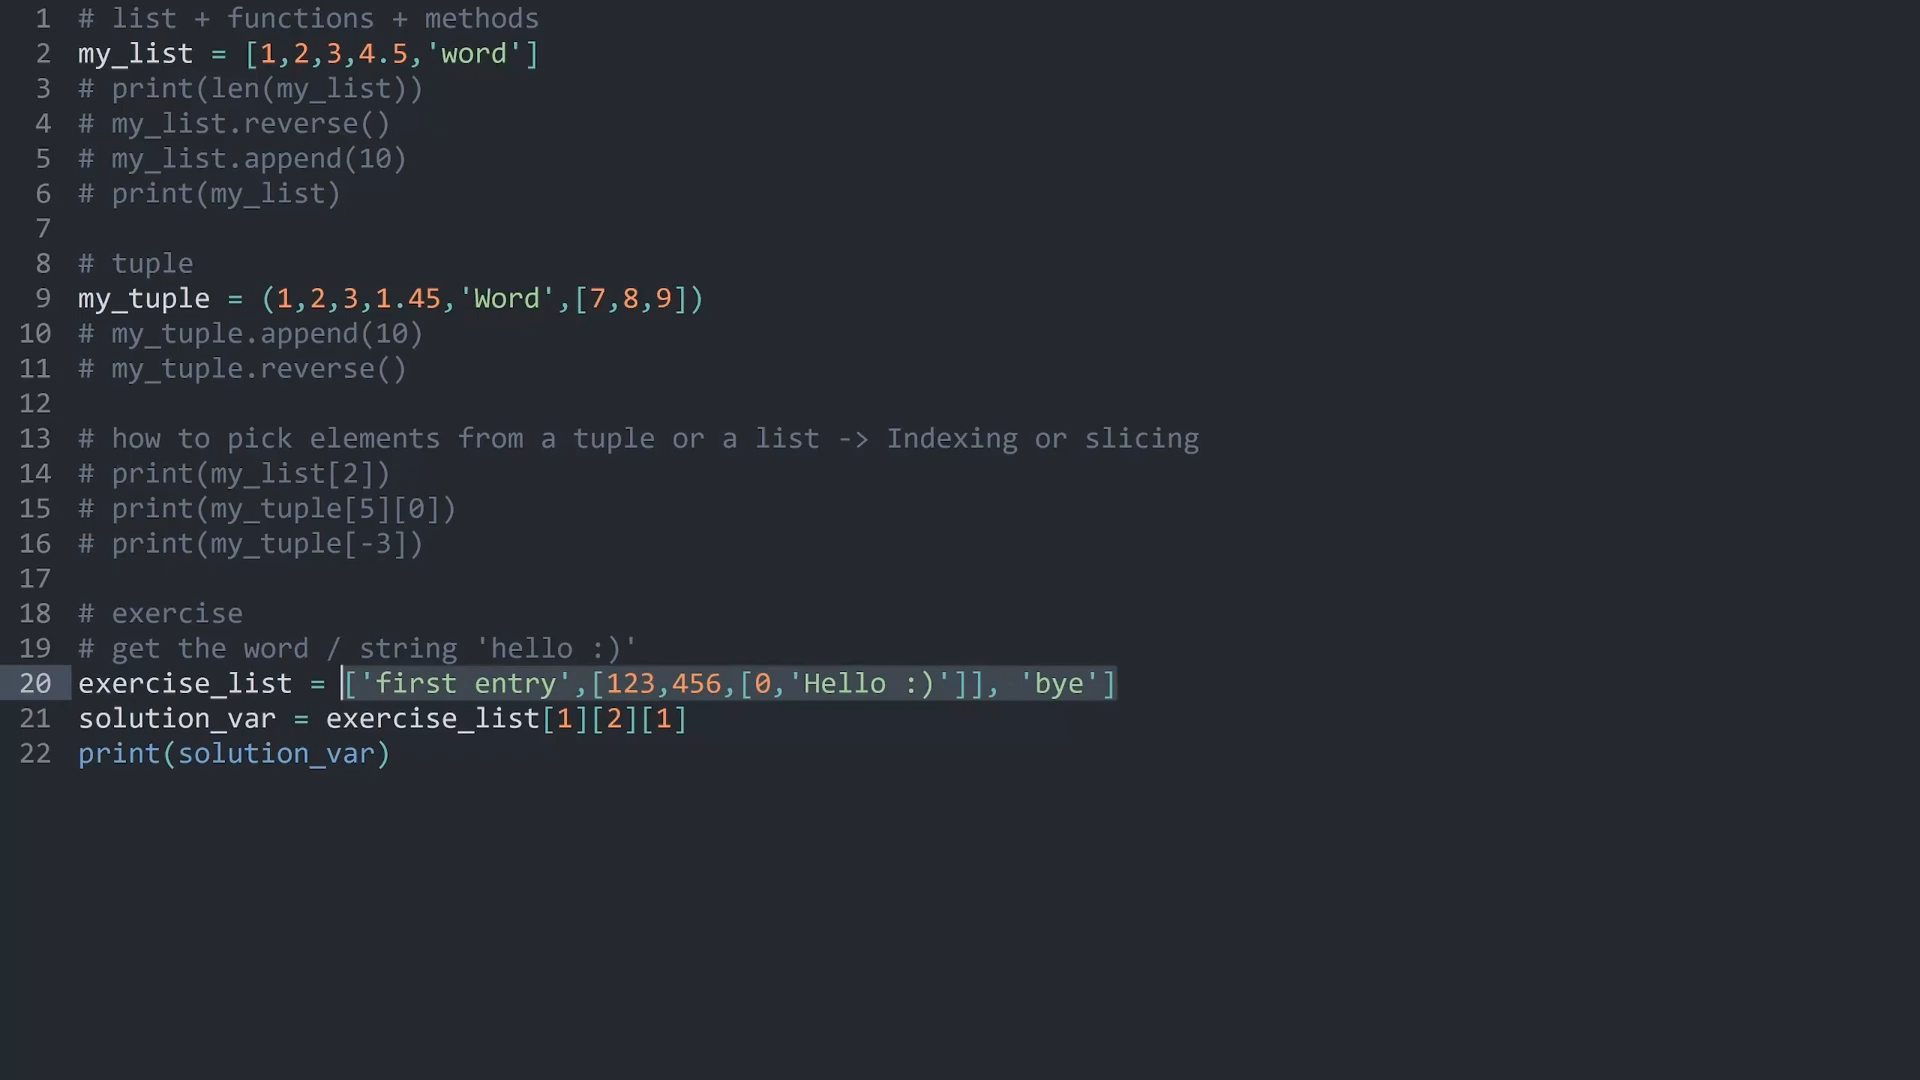 1 # list + functions + methods
2 my_list = [1,2,3,4.5,'word']
3 # print(len(my_list))
4 # my_list.reverse()
5 # my_list.append(10)
6 # print(my_list)
7
8 # tuple
9 my_tuple = (1,2,3,1.45,'Word',[7,8,9])
10 # my_tuple.append(10)
11 # my_tuple.reverse()
12
13 # how to pick elements from a tuple or a list -> Indexing or slicing
14 # print(my_list[2])
15 # print(my_tuple[5][0])
16 # print(my_tuple[-3])
17
18 # exercise
19 # get the word / string 'hello :)'
20 exercise_list = ['first entry',[123,456,[0,'Hello :)']], 'bye']
21 solution_var = exercise_list[1][2][1]
22 print(solution_var)